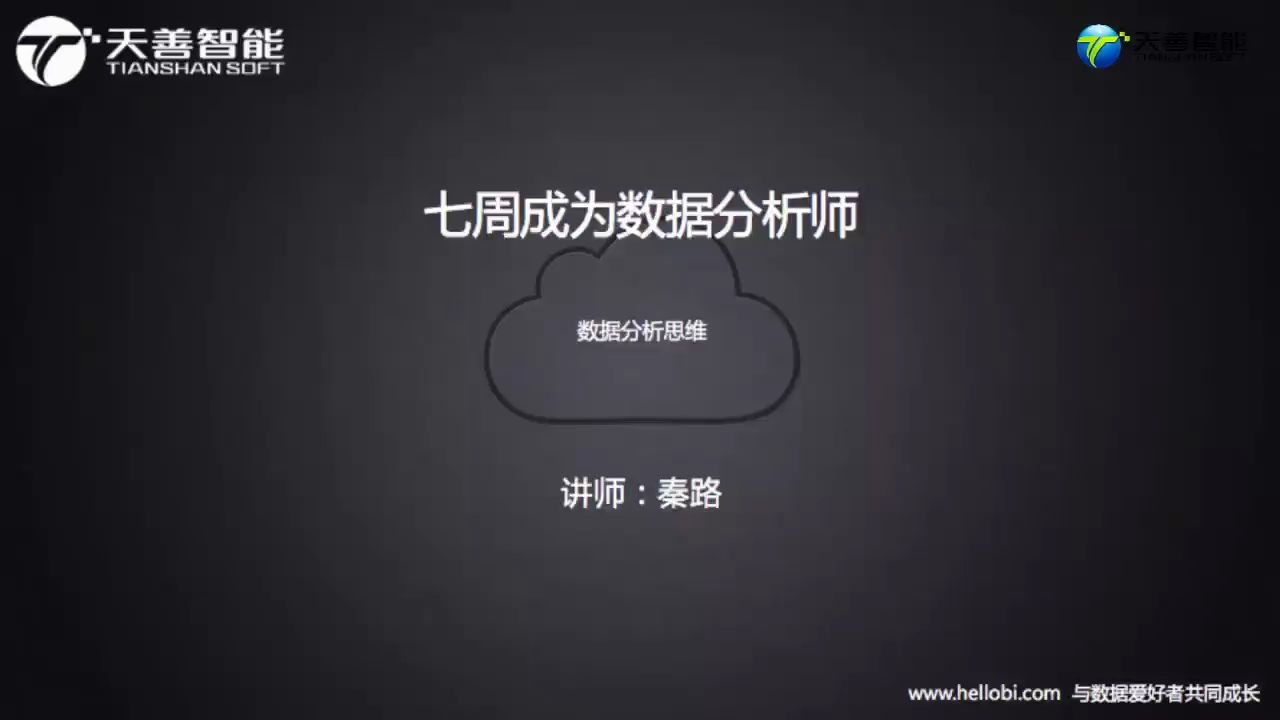 天善智能
TIANSHAN SOFT
天善智能
TIANSHAN SOFT
七周成为数据分析师
数据分析思维
讲师：秦路
www.hellobi.com 与数据爱好者共同成长